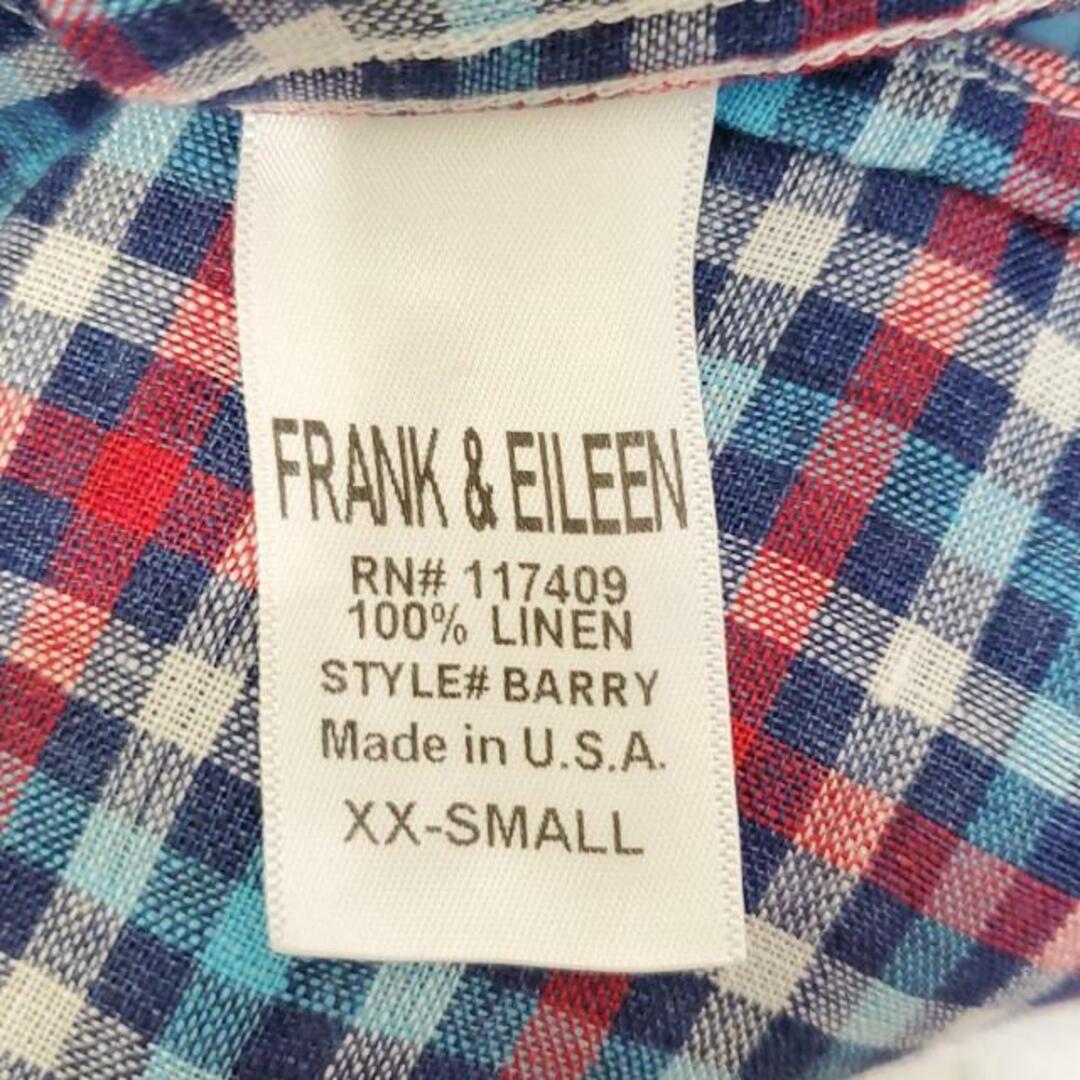 FRANK & EILEEN
RN# 117409
100% LINEN
STYLE# BARRY
Made in U.S.A.
XX-SMALL